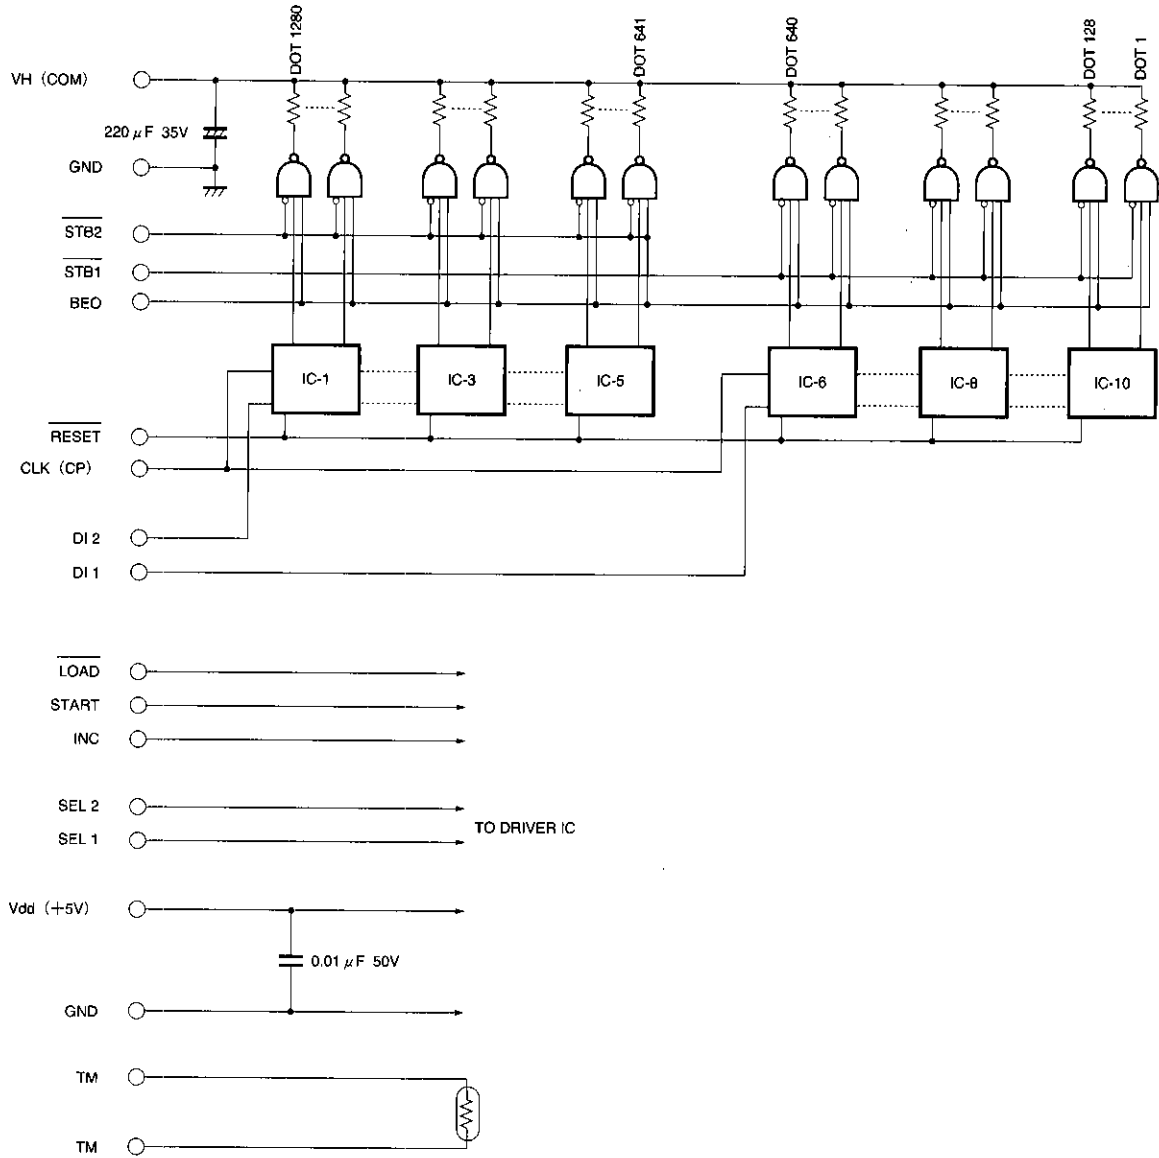 DOT 1280
DOT 641
DOT 640
DOT 128
DOT 1
VH (COM)
220 μF 35V
GND
STB2
STB1
BEO
IC-1
IC-3
IC-5
IC-6
IC-8
IC-10
RESET
CLK (CP)
DI 2
DI 1
LOAD
START
INC
SEL 2
SEL 1
TO DRIVER IC
Vdd (+5V)
0.01 μF 50V
GND
TM
TM